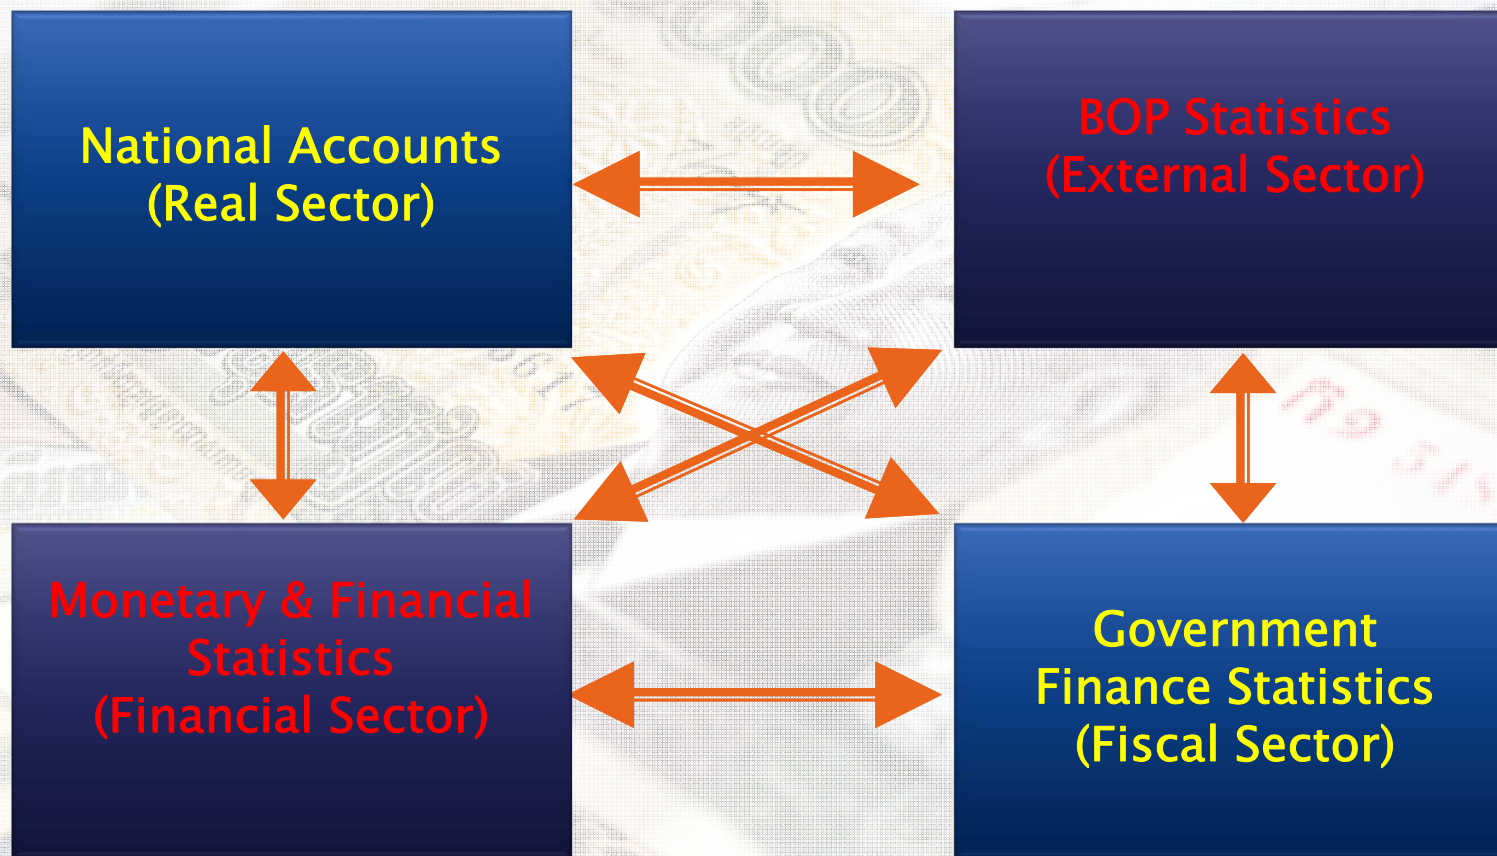 National Accounts
(Real Sector)
BOP Statistics
(External Sector)
Monetary & Financial
Statistics
(Financial Sector)
Government
Finance Statistics
(Fiscal Sector)